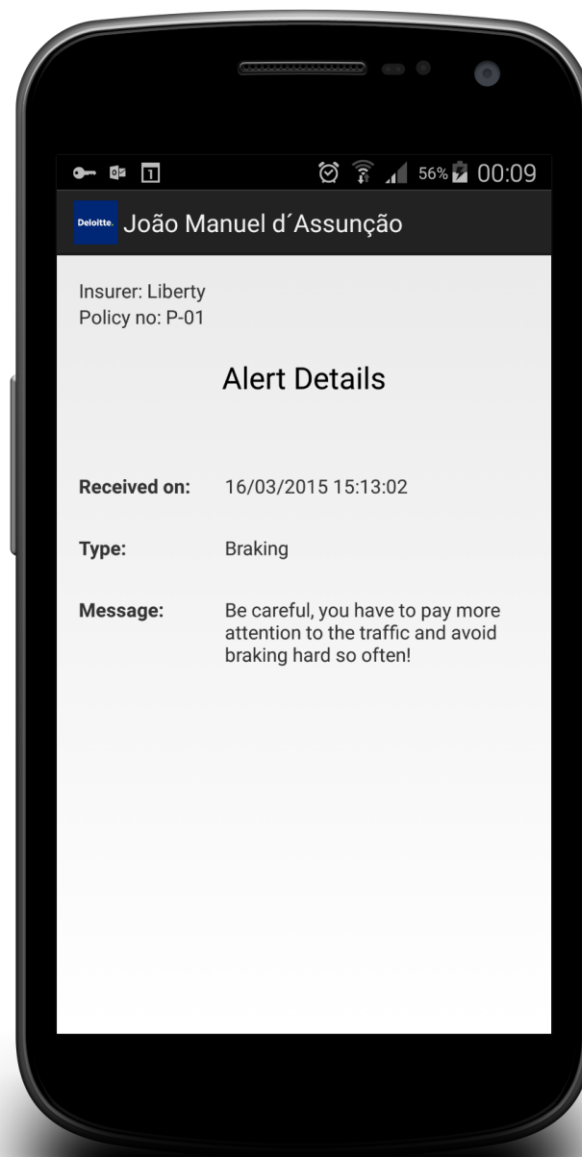 1
56%
00:09
Deloitte.
João Manuel d´Assunção
Insurer: Liberty
Policy no: P-01
Alert Details
Received on: 16/03/2015 15:13:02
Type: Braking
Message: Be careful, you have to pay more
attention to the traffic and avoid
braking hard so often!